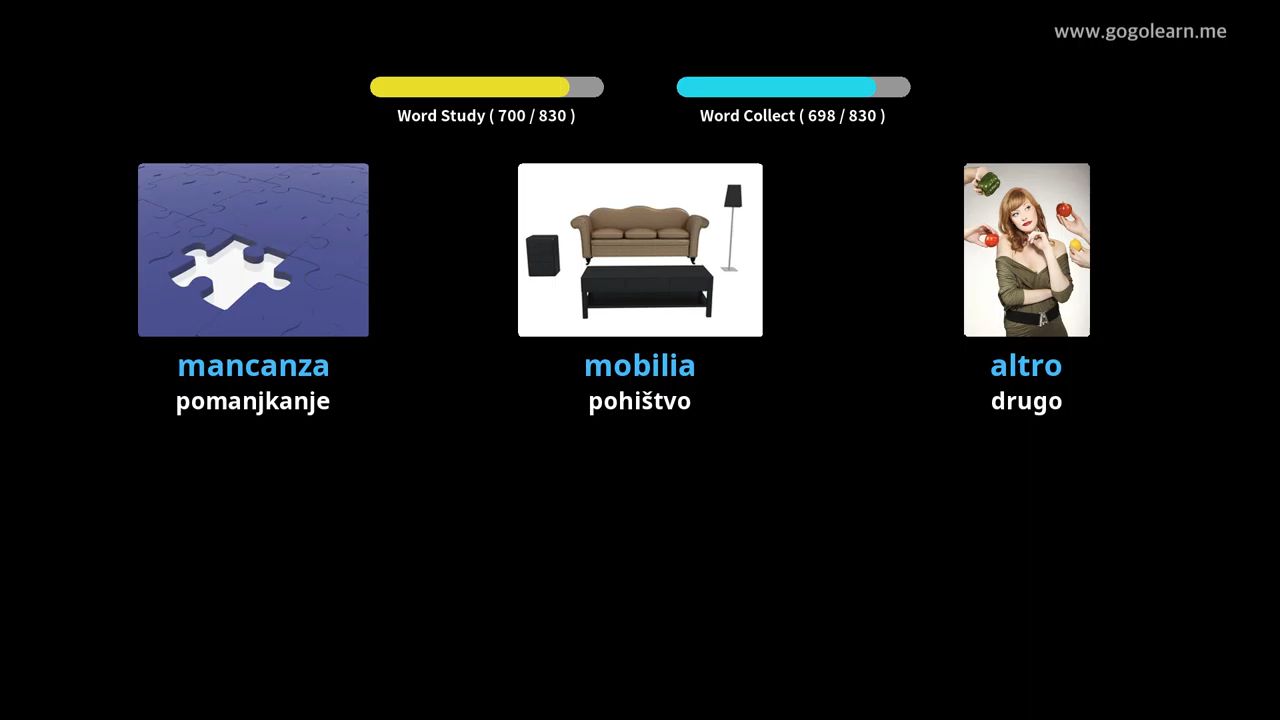 www.gogolearn.me
Word Study ( 700 / 830 )
Word Collect ( 698 / 830 )
mancanza
pomanjkanje
mobilia
pohištvo
altro
drugo